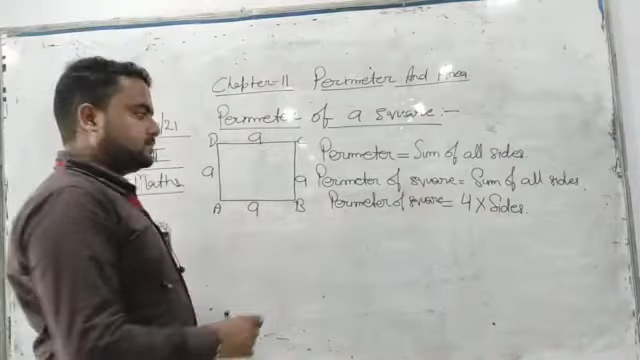 Chapter-11 Perimeter And Area
Perimeter of a square:-
/21
Maths
D a C
a a
A a B
Perimeter = Sum of all sides.
Perimeter of square = Sum of all sides.
Perimeter of square = 4 X Sides.